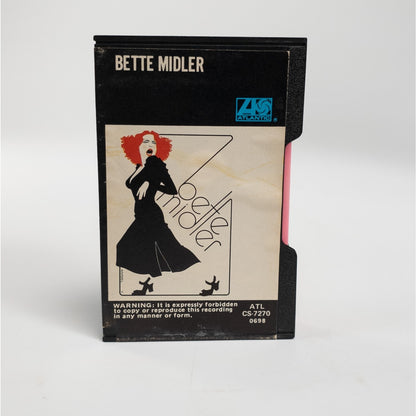 BETTE MIDLER
ATLANTIC
®
bette
midler
WARNING: It is expressly forbidden
to copy or reproduce this recording
in any manner or form.
ATL
CS-7270
0698